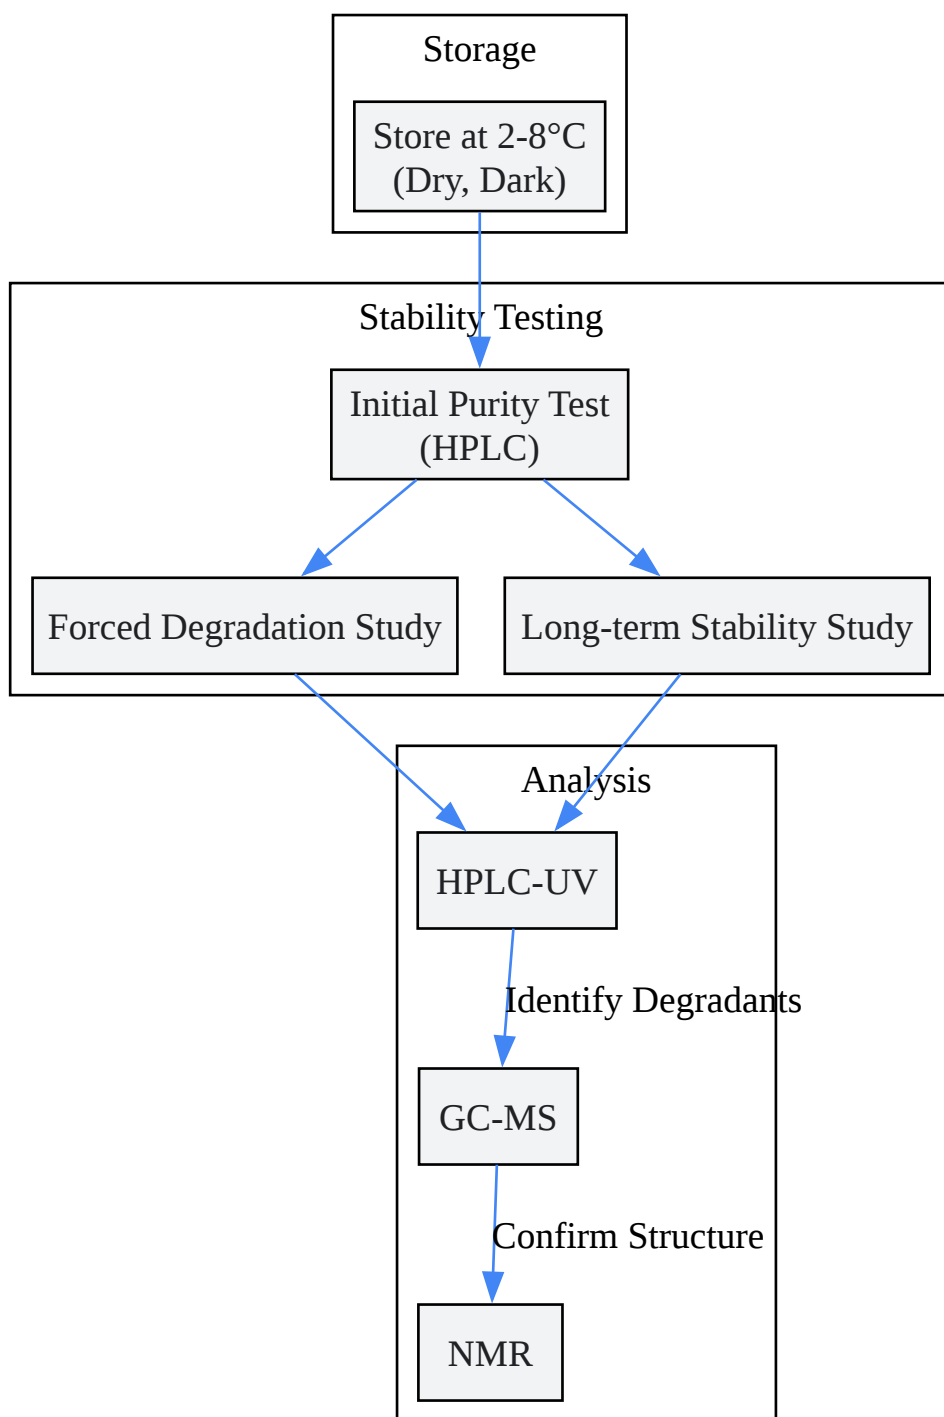 Storage
Store at 2-8°C
(Dry, Dark)
Stability Testing
Initial Purity Test
(HPLC)
Forced Degradation Study
Long-term Stability Study
Analysis
HPLC-UV
Identify Degradants
GC-MS
Confirm Structure
NMR